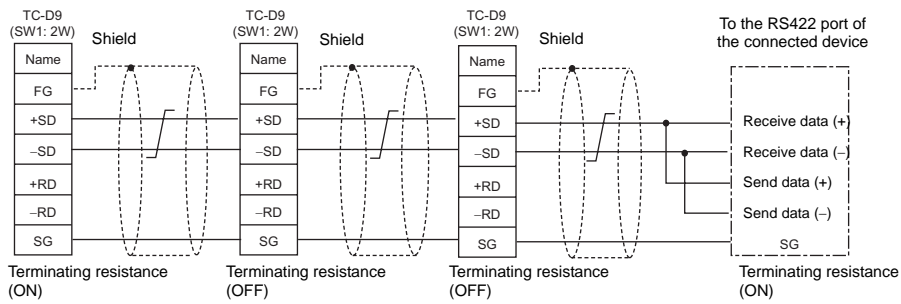 TC-D9
(SW1: 2W)
Shield
Name
FG
+SD
–SD
+RD
–RD
SG
Terminating resistance
(ON)
TC-D9
(SW1: 2W)
Shield
Name
FG
+SD
–SD
+RD
–RD
SG
Terminating resistance
(OFF)
TC-D9
(SW1: 2W)
Shield
Name
FG
+SD
–SD
+RD
–RD
SG
Terminating resistance
(OFF)
To the RS422 port of
the connected device
Receive data (+)
Receive data (–)
Send data (+)
Send data (–)
SG
Terminating resistance
(ON)